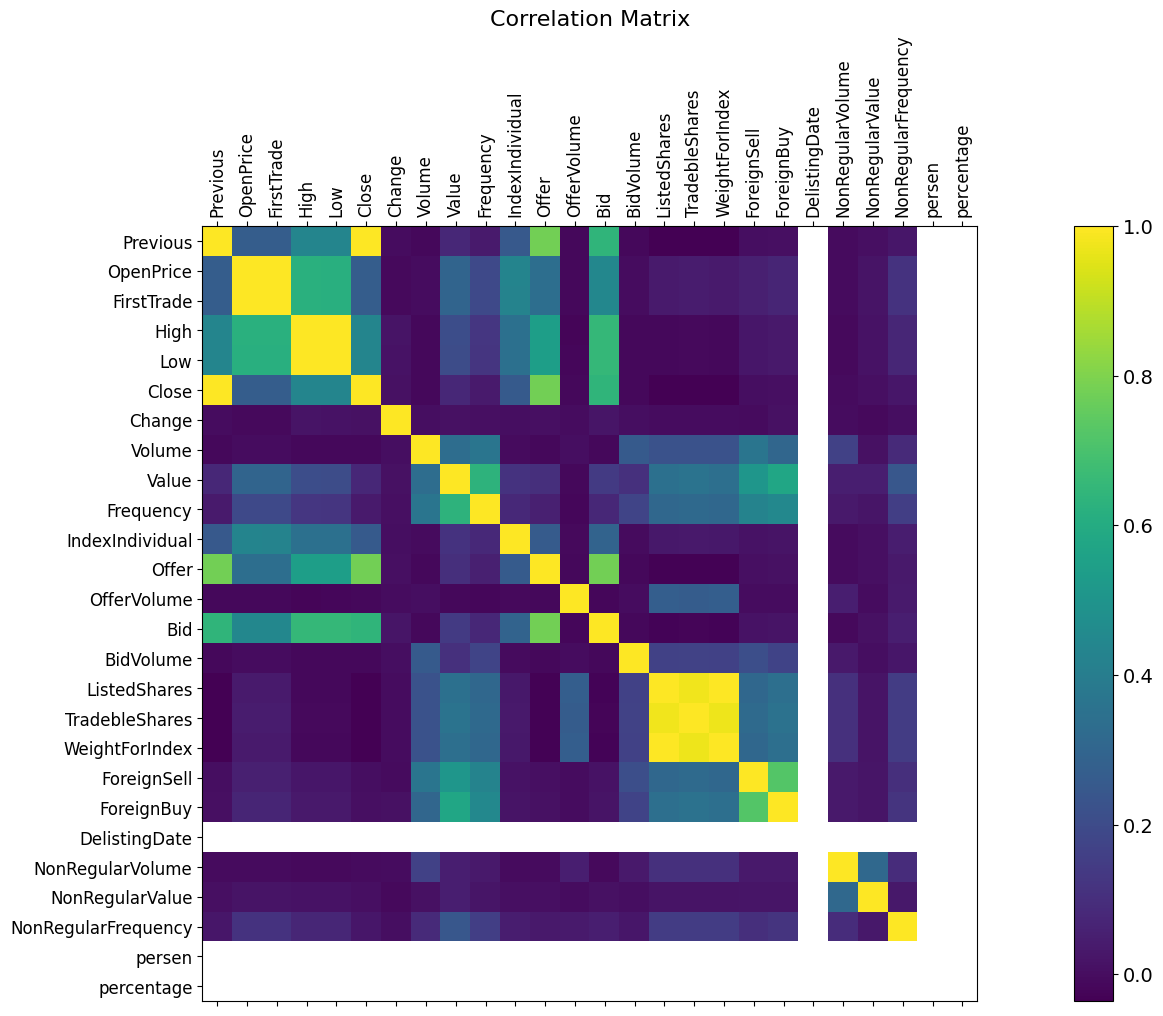 Correlation Matrix
Previous
OpenPrice
FirstTrade
High
Low
Close
Change
Volume
Value
Frequency
IndexIndividual
Offer
OfferVolume
Bid
BidVolume
ListedShares
TradebleShares
WeightForIndex
ForeignSell
ForeignBuy
DelistingDate
NonRegularVolume
NonRegularValue
NonRegularFrequency
persen
percentage
Previous
OpenPrice
FirstTrade
High
Low
Close
Change
Volume
Value
Frequency
IndexIndividual
Offer
OfferVolume
Bid
BidVolume
ListedShares
TradebleShares
WeightForIndex
ForeignSell
ForeignBuy
DelistingDate
NonRegularVolume
NonRegularValue
NonRegularFrequency
persen
percentage
1.0
0.8
0.6
0.4
0.2
0.0